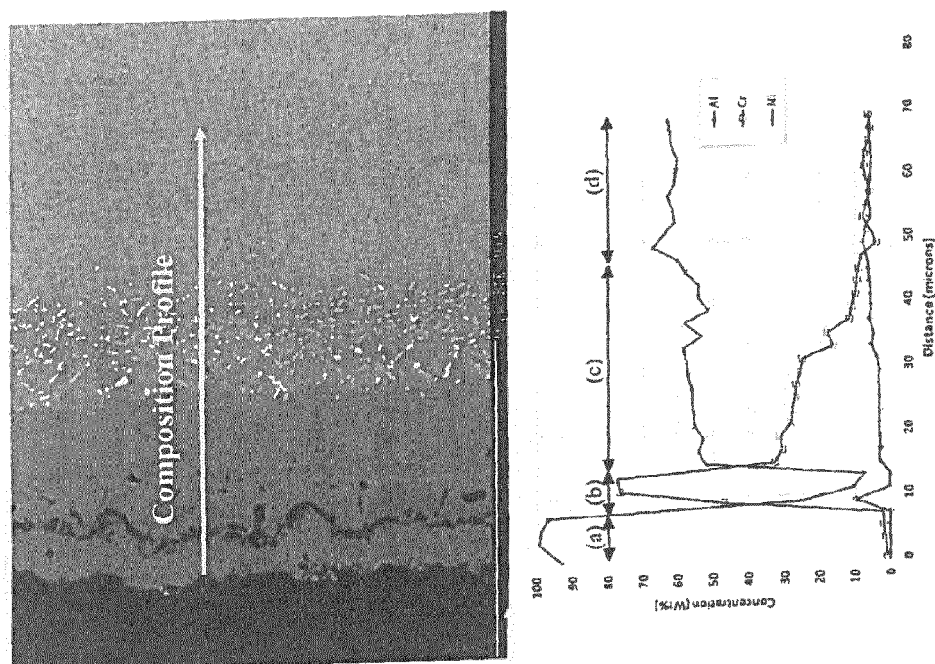 Composition Profile
Concentration [Wt%]
100
90
80
70
60
50
40
30
20
10
0
(a)
(b)
(c)
(d)
Al
Cr
Ni
0
10
20
30
40
50
60
70
80
Distance [microns]